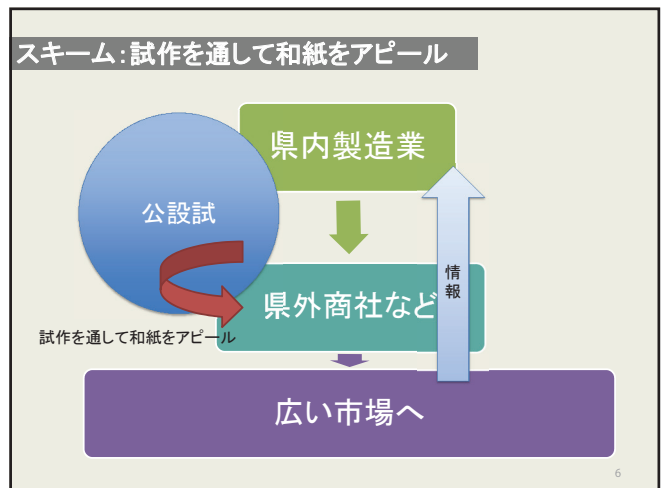 スキーム：試作を通して和紙をアピール
県内製造業
公設試
情
報
県外商社など
試作を通して和紙をアピール
広い市場へ
6